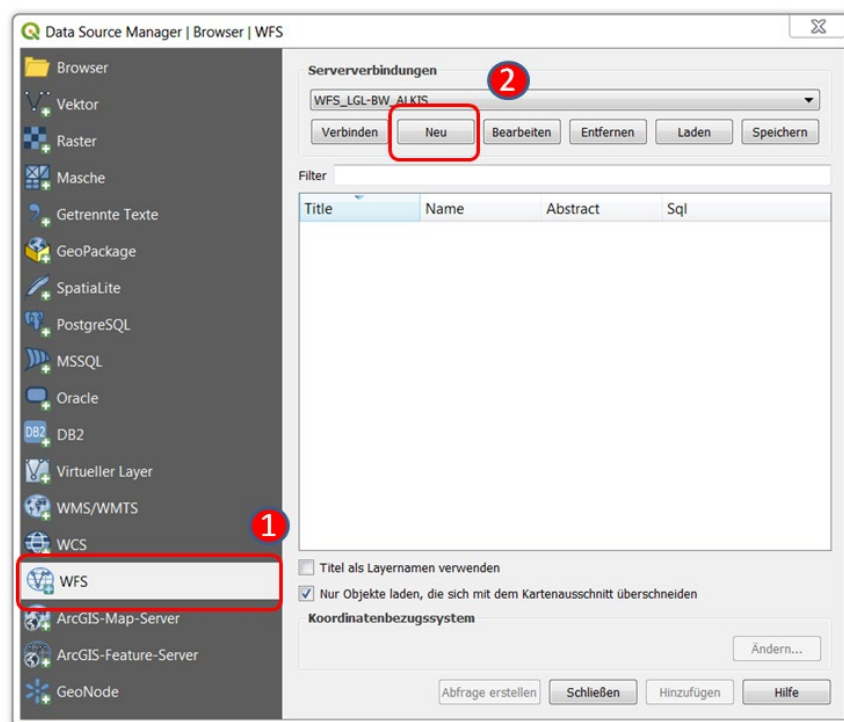 Data Source Manager | Browser | WFS
Browser
Vektor
Raster
Masche
Getrennte Texte
GeoPackage
SpatiaLite
PostgreSQL
MSSQL
Oracle
DB2 DB2
Virtueller Layer
WMS/WMTS
1
WCS
WFS
ArcGIS-Map-Server
ArcGIS-Feature-Server
GeoNode
Serververbindungen
2
WFS_LGL-BW_ALKIS
Verbinden Neu Bearbeiten Entfernen Laden Speichern
Filter
Title Name Abstract Sql
Titel als Layernamen verwenden
Nur Objekte laden, die sich mit dem Kartenausschnitt überschneiden
Koordinatenbezugssystem
Ändern...
Abfrage erstellen Schließen Hinzufügen Hilfe